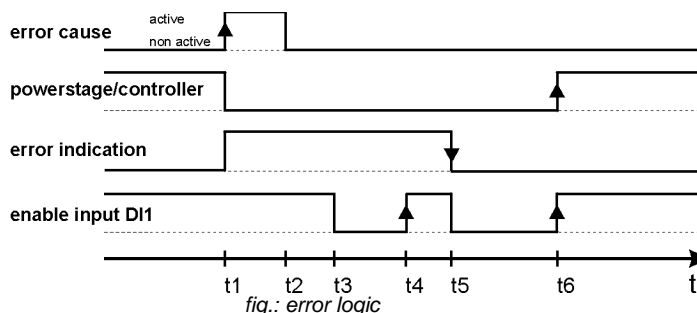 error cause
active
non active
powerstage/controller
error indication
enable input DI1
t1 t2 t3 t4 t5 t6 t
fig.: error logic